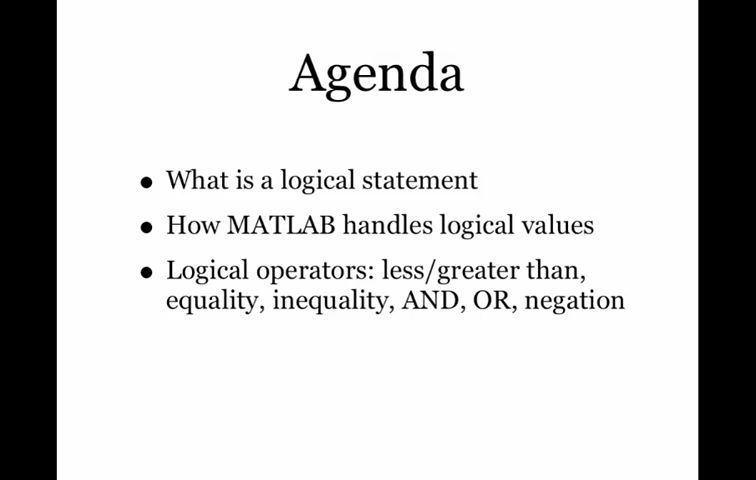 Agenda
• What is a logical statement
• How MATLAB handles logical values
• Logical operators: less/greater than,
equality, inequality, AND, OR, negation